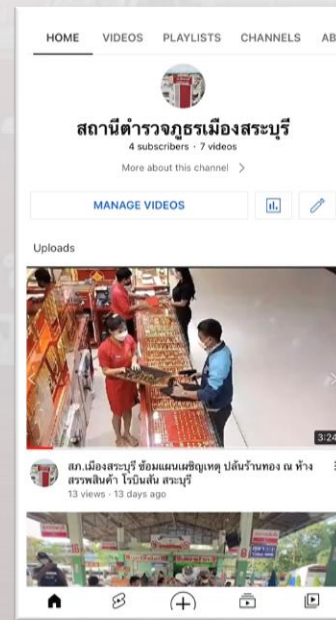 HOME VIDEOS PLAYLISTS CHANNELS AB
สถานีตำรวจภูธรเมืองสระบุรี
4 subscribers · 7 videos
More about this channel >
MANAGE VIDEOS
Uploads
3:24
สภ.เมืองสระบุรี ซ้อมแผนเผชิญเหตุ ปล้นร้านทอง ณ ห้าง
สรรพสินค้า โรบินสัน สระบุรี
13 views · 13 days ago